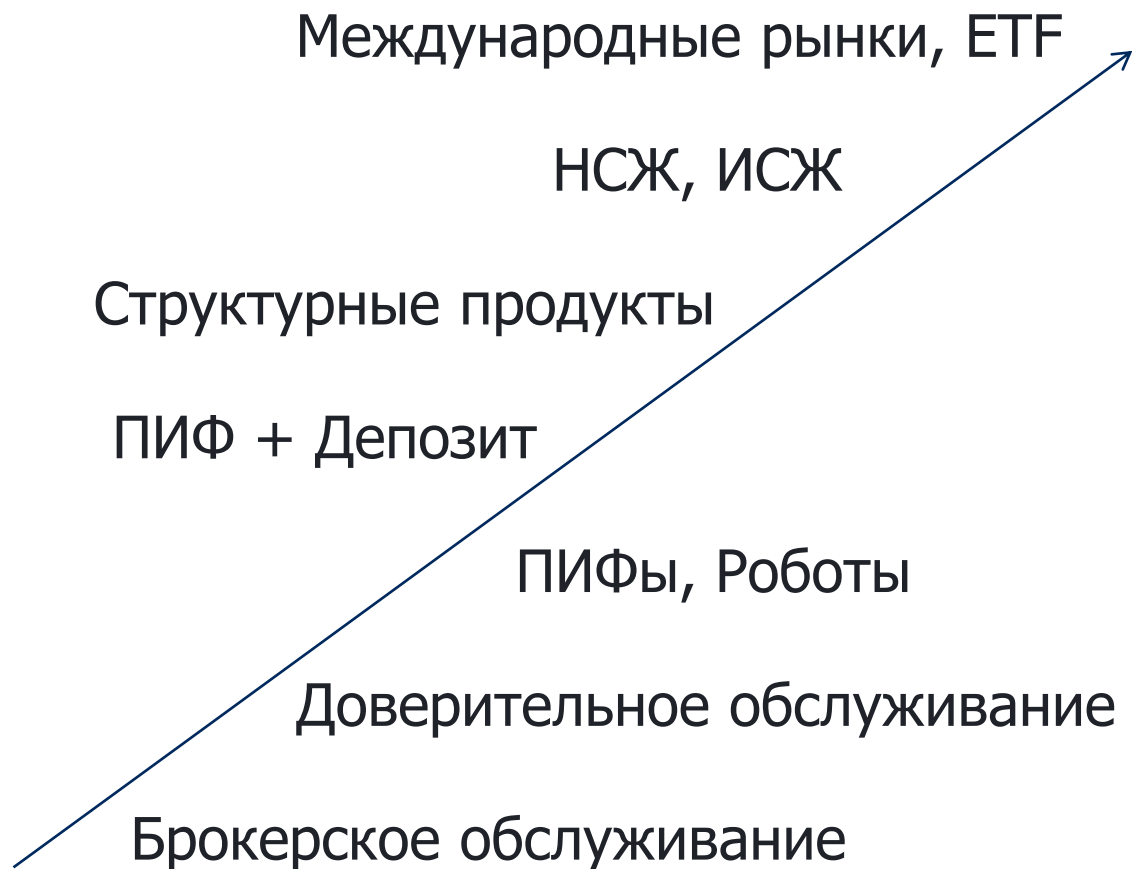 Международные рынки, ETF
НСЖ, ИСЖ
Структурные продукты
ПИФ + Депозит
ПИФы, Роботы
Доверительное обслуживание
Брокерское обслуживание